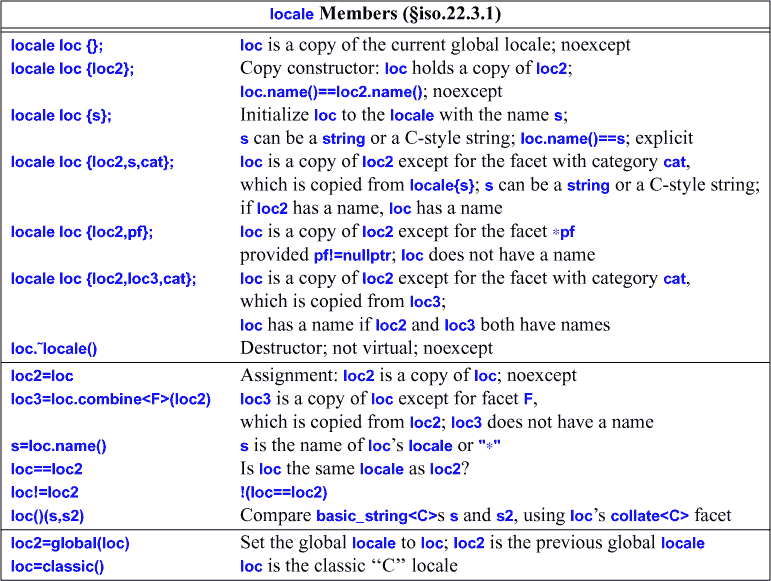 locale Members (§iso.22.3.1)
locale loc {}; loc is a copy of the current global locale; noexcept
locale loc {loc2}; Copy constructor: loc holds a copy of loc2;
loc.name()==loc2.name(); noexcept
locale loc {s}; Initialize loc to the locale with the name s;
s can be a string or a C-style string; loc.name()==s; explicit
locale loc {loc2,s,cat}; loc is a copy of loc2 except for the facet with category cat,
which is copied from locale{s}; s can be a string or a C-style string;
if loc2 has a name, loc has a name
locale loc {loc2,pf}; loc is a copy of loc2 except for the facet ∗pf
provided pf!=nullptr; loc does not have a name
locale loc {loc2,loc3,cat}; loc is a copy of loc2 except for the facet with category cat,
which is copied from loc3;
loc has a name if loc2 and loc3 both have names
loc.~locale() Destructor; not virtual; noexcept
loc2=loc Assignment: loc2 is a copy of loc; noexcept
loc3=loc.combine<F>(loc2) loc3 is a copy of loc except for facet F,
which is copied from loc2; loc3 does not have a name
s=loc.name() s is the name of loc’s locale or "∗"
loc==loc2 Is loc the same locale as loc2?
loc!=loc2 !(loc==loc2)
loc()(s,s2) Compare basic_string<C>s s and s2, using loc’s collate<C> facet
loc2=global(loc) Set the global locale to loc; loc2 is the previous global locale
loc=classic() loc is the classic ‘‘C’’ locale